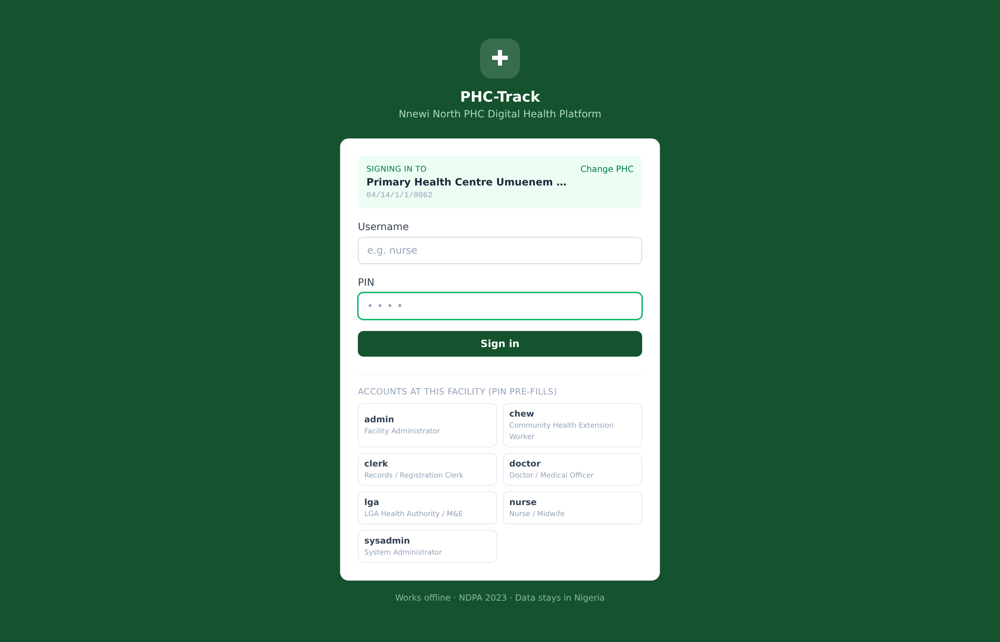 PHC-Track
Nnewi North PHC Digital Health Platform
SIGNING IN TO
Change PHC
Primary Health Centre Umuenem ...
04/14/1/1/0062
Username
e.g. nurse
PIN
• • • •
Sign in
ACCOUNTS AT THIS FACILITY (PIN PRE-FILLS)
admin
Facility Administrator
chew
Community Health Extension
Worker
clerk
Records / Registration Clerk
doctor
Doctor / Medical Officer
lga
LGA Health Authority / M&E
nurse
Nurse / Midwife
sysadmin
System Administrator
Works offline · NDPA 2023 · Data stays in Nigeria